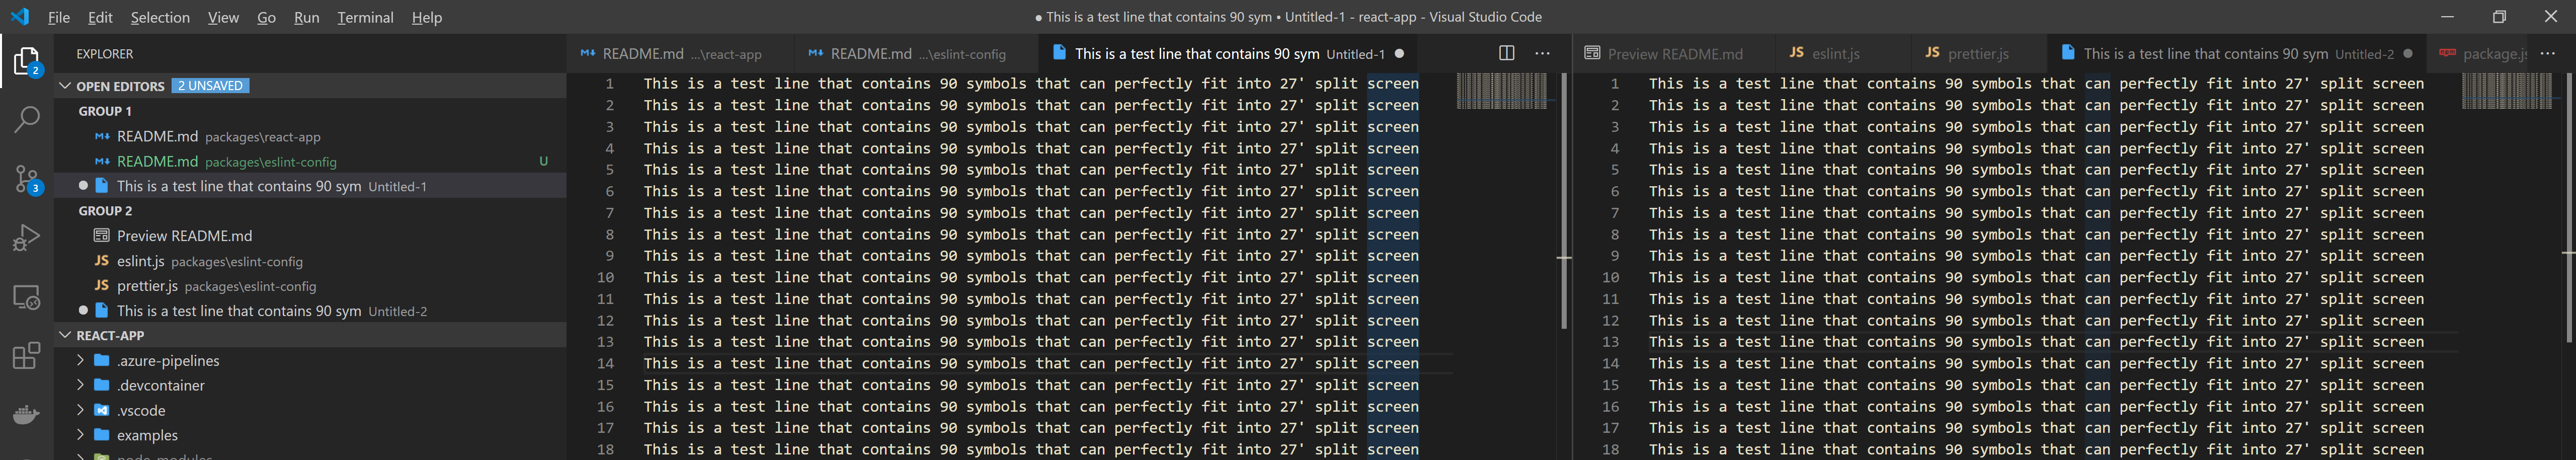 File Edit Selection View Go Run Terminal Help
● This is a test line that contains 90 sym • Untitled-1 - react-app - Visual Studio Code
2
3
EXPLORER
OPEN EDITORS 2 UNSAVED
GROUP 1
README.md packages\react-app
README.md packages\eslint-config U
This is a test line that contains 90 sym Untitled-1
GROUP 2
Preview README.md
JS eslint.js packages\eslint-config
JS prettier.js packages\eslint-config
This is a test line that contains 90 sym Untitled-2
REACT-APP
.azure-pipelines
.devcontainer
.vscode
examples
README.md ...\react-app
README.md ...\eslint-config
This is a test line that contains 90 sym Untitled-1
1 This is a test line that contains 90 symbols that can perfectly fit into 27' split screen
2 This is a test line that contains 90 symbols that can perfectly fit into 27' split screen
3 This is a test line that contains 90 symbols that can perfectly fit into 27' split screen
4 This is a test line that contains 90 symbols that can perfectly fit into 27' split screen
5 This is a test line that contains 90 symbols that can perfectly fit into 27' split screen
6 This is a test line that contains 90 symbols that can perfectly fit into 27' split screen
7 This is a test line that contains 90 symbols that can perfectly fit into 27' split screen
8 This is a test line that contains 90 symbols that can perfectly fit into 27' split screen
9 This is a test line that contains 90 symbols that can perfectly fit into 27' split screen
10 This is a test line that contains 90 symbols that can perfectly fit into 27' split screen
11 This is a test line that contains 90 symbols that can perfectly fit into 27' split screen
12 This is a test line that contains 90 symbols that can perfectly fit into 27' split screen
13 This is a test line that contains 90 symbols that can perfectly fit into 27' split screen
14 This is a test line that contains 90 symbols that can perfectly fit into 27' split screen
15 This is a test line that contains 90 symbols that can perfectly fit into 27' split screen
16 This is a test line that contains 90 symbols that can perfectly fit into 27' split screen
17 This is a test line that contains 90 symbols that can perfectly fit into 27' split screen
18 This is a test line that contains 90 symbols that can perfectly fit into 27' split screen
Preview README.md
JS eslint.js
JS prettier.js
This is a test line that contains 90 sym Untitled-2
package.j
1 This is a test line that contains 90 symbols that can perfectly fit into 27' split screen
2 This is a test line that contains 90 symbols that can perfectly fit into 27' split screen
3 This is a test line that contains 90 symbols that can perfectly fit into 27' split screen
4 This is a test line that contains 90 symbols that can perfectly fit into 27' split screen
5 This is a test line that contains 90 symbols that can perfectly fit into 27' split screen
6 This is a test line that contains 90 symbols that can perfectly fit into 27' split screen
7 This is a test line that contains 90 symbols that can perfectly fit into 27' split screen
8 This is a test line that contains 90 symbols that can perfectly fit into 27' split screen
9 This is a test line that contains 90 symbols that can perfectly fit into 27' split screen
10 This is a test line that contains 90 symbols that can perfectly fit into 27' split screen
11 This is a test line that contains 90 symbols that can perfectly fit into 27' split screen
12 This is a test line that contains 90 symbols that can perfectly fit into 27' split screen
13 This is a test line that contains 90 symbols that can perfectly fit into 27' split screen
14 This is a test line that contains 90 symbols that can perfectly fit into 27' split screen
15 This is a test line that contains 90 symbols that can perfectly fit into 27' split screen
16 This is a test line that contains 90 symbols that can perfectly fit into 27' split screen
17 This is a test line that contains 90 symbols that can perfectly fit into 27' split screen
18 This is a test line that contains 90 symbols that can perfectly fit into 27' split screen